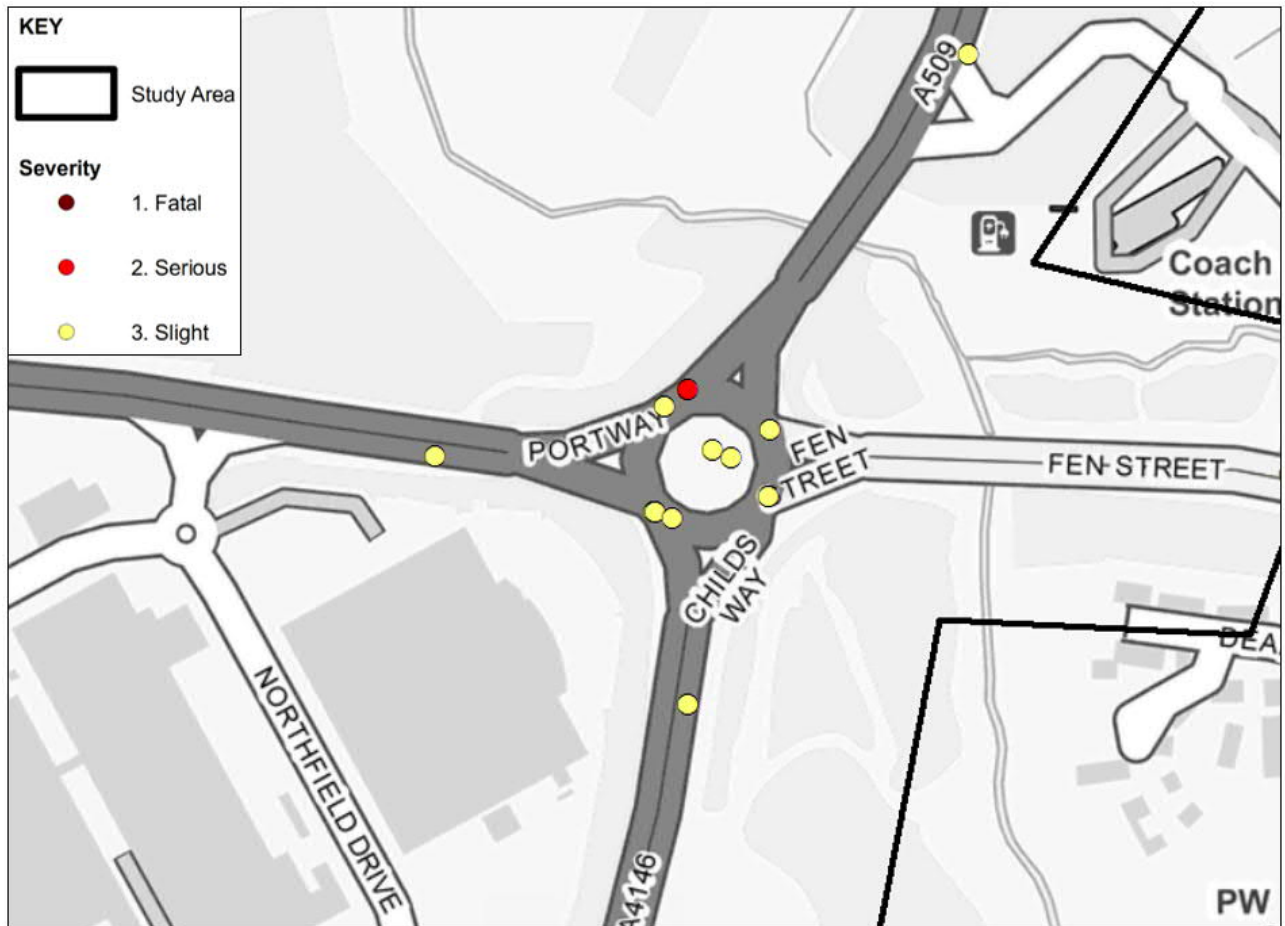 KEY
Study Area
Severity
1. Fatal
2. Serious
3. Slight
A509
Coach
Station
PORTWAY
FEN
STREET
FEN STREET
CHILDS
WAY
DEA
NORTHFIELD DRIVE
A4146
PW